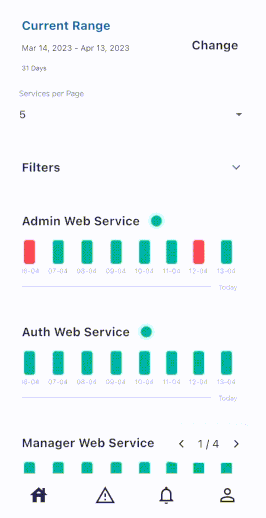 Current Range
Mar 14, 2023 - Apr 13, 2023
Change
31 Days
Services per Page
5
Filters
Admin Web Service
06-04 07-04 08-04 09-04 10-04 11-04 12-04 13-04
Today
Auth Web Service
06-04 07-04 08-04 09-04 10-04 11-04 12-04 13-04
Today
Manager Web Service
1 / 4